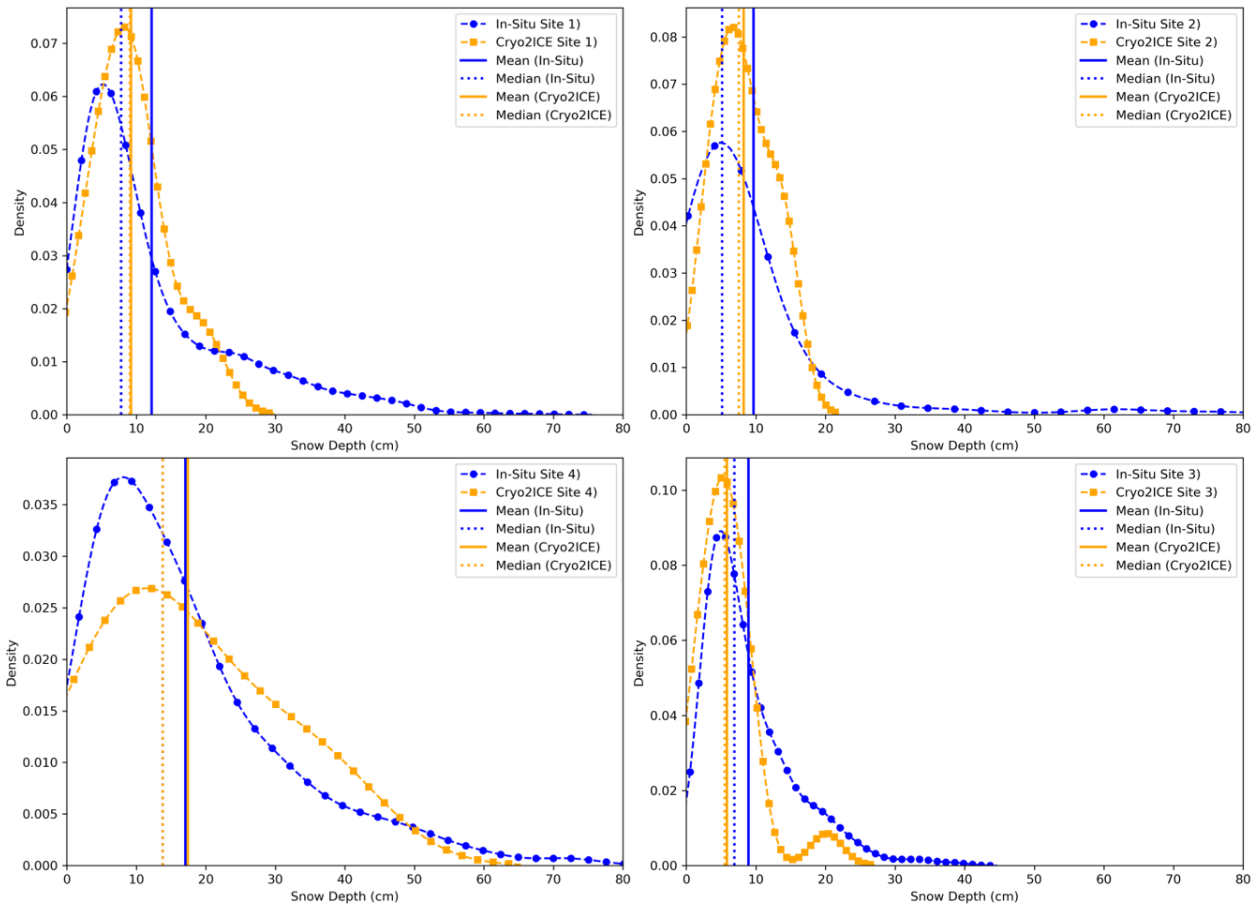 In-Situ Site 1)
Cryo2ICE Site 1)
Mean (In-Situ)
Median (In-Situ)
Mean (Cryo2ICE)
Median (Cryo2ICE)
0.07
0.06
0.05
0.04
0.03
0.02
0.01
0.00
Density
0 10 20 30 40 50 60 70 80
Snow Depth (cm)
In-Situ Site 2)
Cryo2ICE Site 2)
Mean (In-Situ)
Median (In-Situ)
Mean (Cryo2ICE)
Median (Cryo2ICE)
0.08
0.07
0.06
0.05
0.04
0.03
0.02
0.01
0.00
Density
0 10 20 30 40 50 60 70 80
Snow Depth (cm)
In-Situ Site 4)
Cryo2ICE Site 4)
Mean (In-Situ)
Median (In-Situ)
Mean (Cryo2ICE)
Median (Cryo2ICE)
0.035
0.030
0.025
0.020
0.015
0.010
0.005
0.000
Density
0 10 20 30 40 50 60 70 80
Snow Depth (cm)
In-Situ Site 3)
Cryo2ICE Site 3)
Mean (In-Situ)
Median (In-Situ)
Mean (Cryo2ICE)
Median (Cryo2ICE)
0.10
0.08
0.06
0.04
0.02
0.00
Density
0 10 20 30 40 50 60 70 80
Snow Depth (cm)